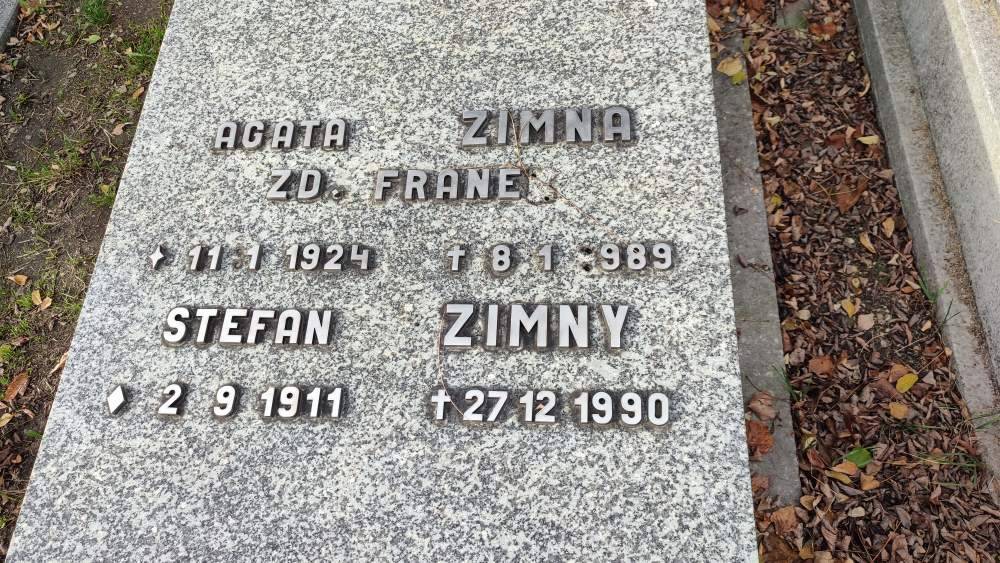 AGATA ZIMNA
ZD. FRANE
11.1 1924 † 8.1 989
STEFAN ZIMNY
2 9 1911 † 27 12 1990